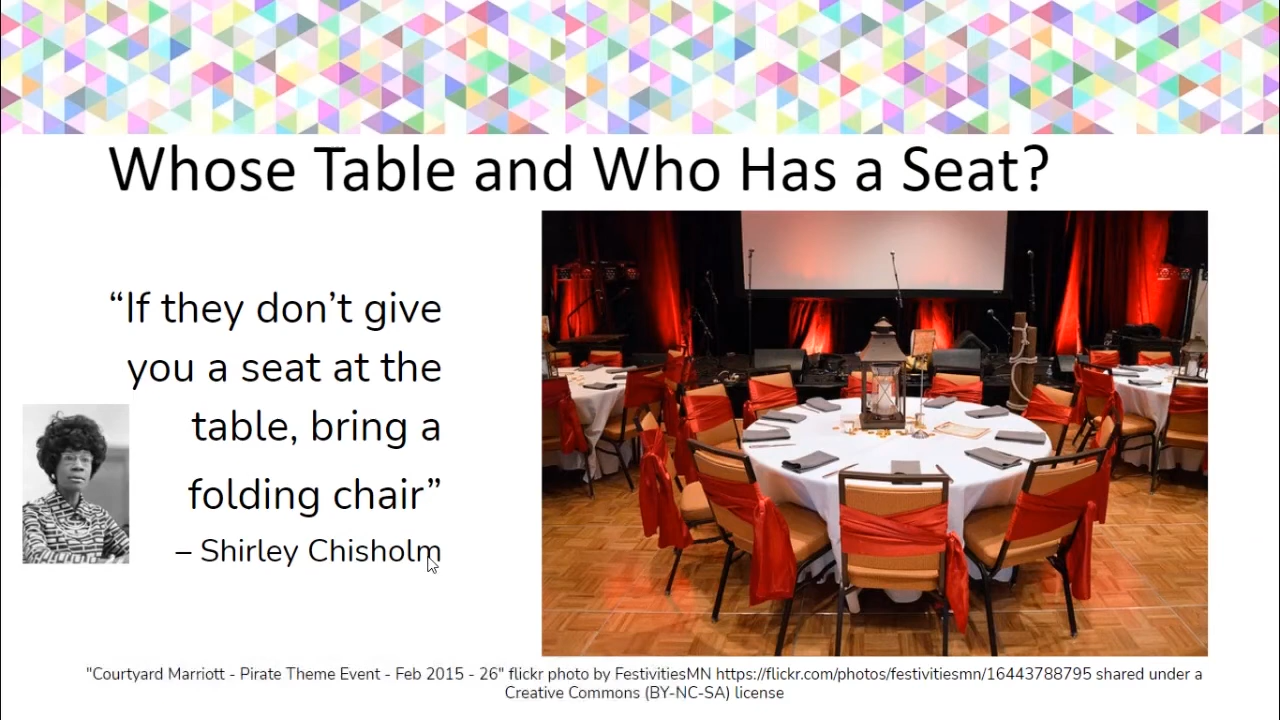 Whose Table and Who Has a Seat?
“If they don’t give
you a seat at the
table, bring a
folding chair”
– Shirley Chisholm
"Courtyard Marriott - Pirate Theme Event - Feb 2015 - 26" flickr photo by FestivitiesMN https://flickr.com/photos/festivitiesmn/16443788795 shared under a
Creative Commons (BY-NC-SA) license